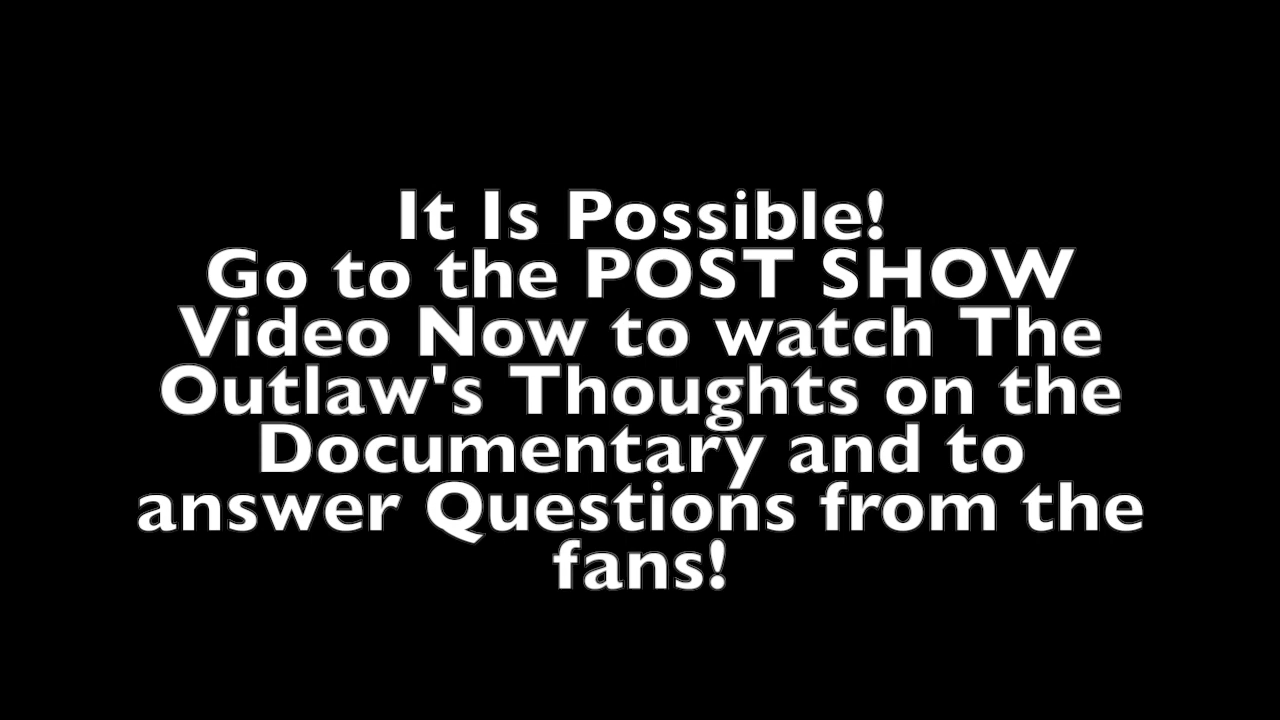 It Is Possible!
Go to the POST SHOW
Video Now to watch The
Outlaw's Thoughts on the
Documentary and to
answer Questions from the
fans!